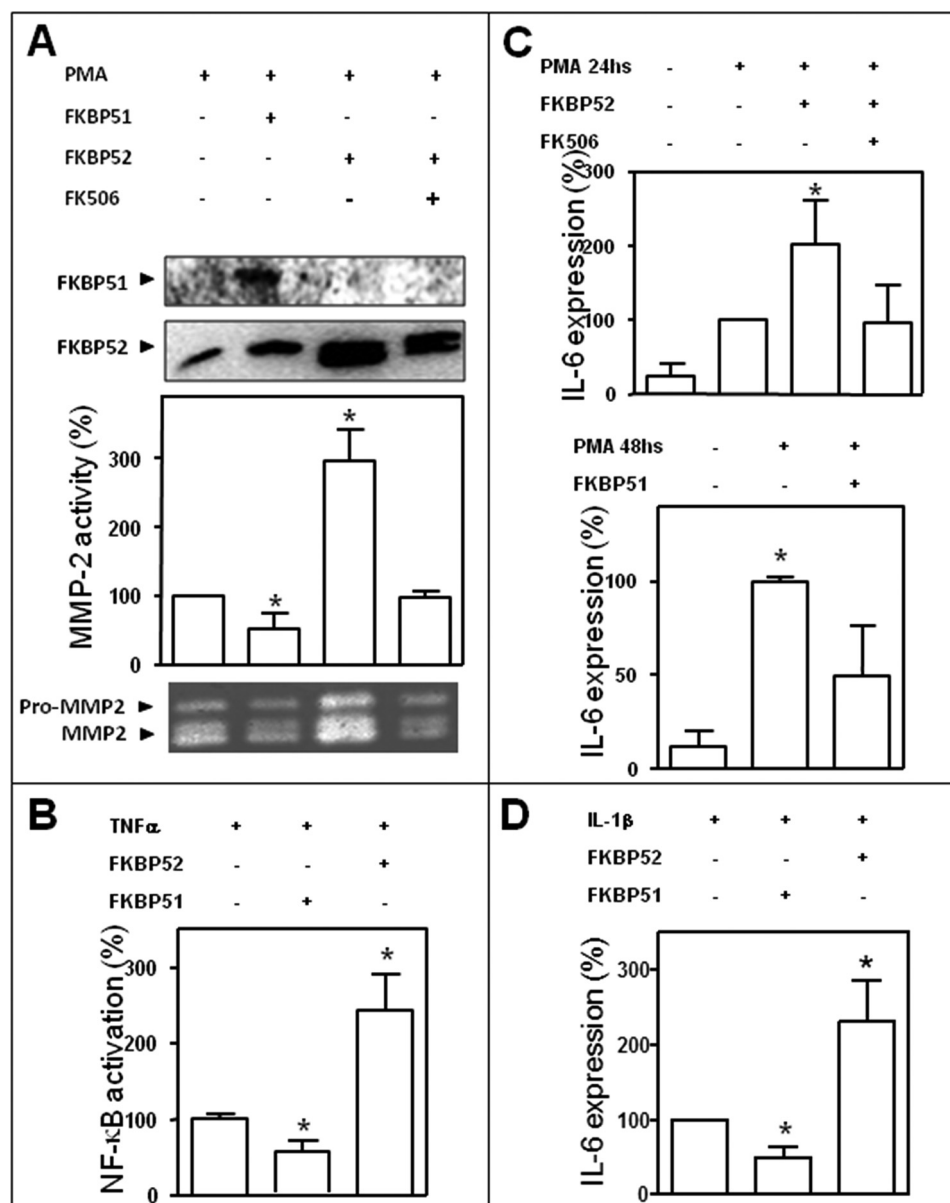 A
PMA + + + +
FKBP51 - + - -
FKBP52 - - + +
FK506 - - - +
FKBP51
FKBP52
MMP-2 activity (%)
300
200
100
0
* *
Pro-MMP2
MMP2
B
TNFα + + +
FKBP52 - - +
FKBP51 - + -
NF-κB activation (%)
300
200
100
0
* *
C
PMA 24hs - + + +
FKBP52 - - + +
FK506 - - - +
IL-6 expression (%)
300
200
100
0
*
PMA 48hs - + +
FKBP51 - - +
IL-6 expression (%)
100
50
0
*
D
IL-1β + + +
FKBP52 - - +
FKBP51 - + -
IL-6 expression (%)
300
200
100
0
* *